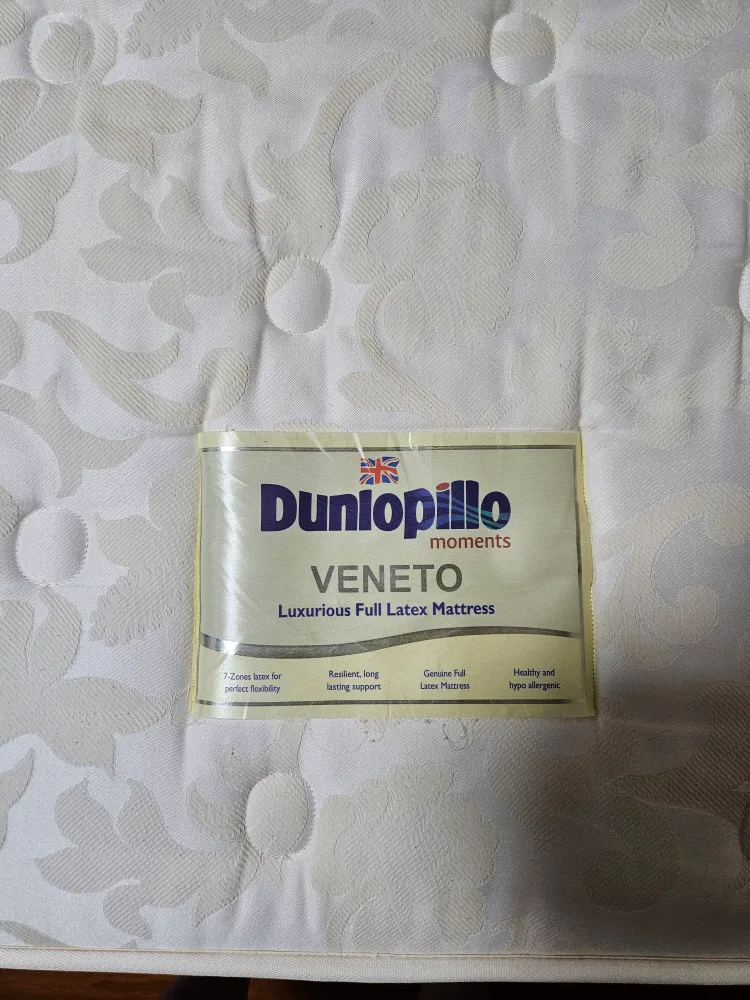 Dunlopillo
moments
VENETO
Luxurious Full Latex Mattress
7-Zones latex for
perfect flexibility
Resilient, long
lasting support
Genuine Full
Latex Mattress
Healthy and
hypo allergenic